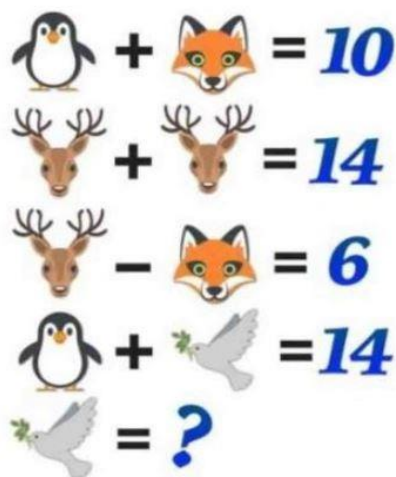 + = 10
+ = 14
- = 6
+ = 14
= ?